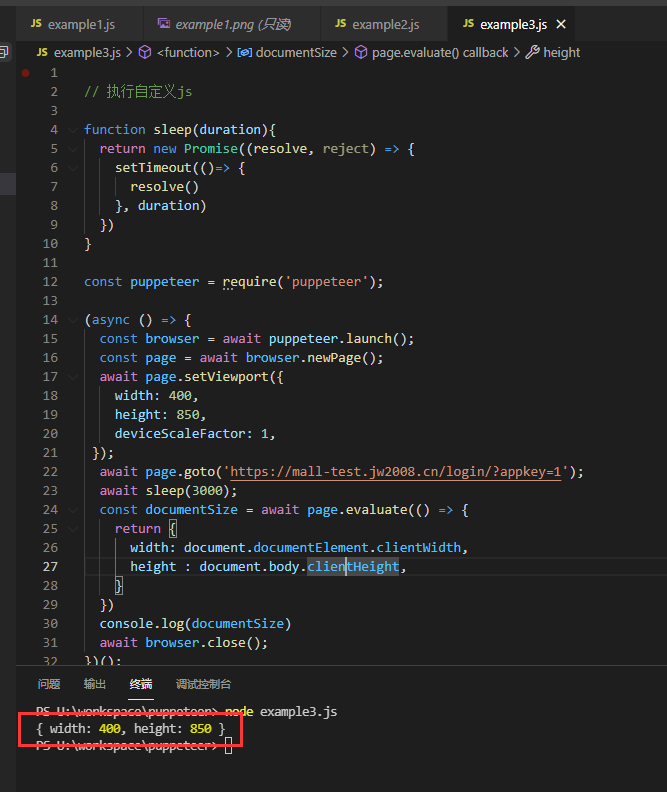 JS example1.js example1.png (只读) JS example2.js JS example3.js
JS example3.js > <function> > documentSize > page.evaluate() callback > height
1
2 // 执行自定义js
3
4 function sleep(duration){
5 return new Promise((resolve, reject) => {
6 setTimeout(()=> {
7 resolve()
8 }, duration)
9 })
10 }
11
12 const puppeteer = require('puppeteer');
13
14 (async () => {
15 const browser = await puppeteer.launch();
16 const page = await browser.newPage();
17 await page.setViewport({
18 width: 400,
19 height: 850,
20 deviceScaleFactor: 1,
21 });
22 await page.goto('https://mall-test.jw2008.cn/login/?appkey=1');
23 await sleep(3000);
24 const documentSize = await page.evaluate(() => {
25 return {
26 width: document.documentElement.clientWidth,
27 height : document.body.clientHeight,
28 }
29 })
30 console.log(documentSize)
31 await browser.close();
32 })();
问题 输出 终端 调试控制台
PS U:\workspace\puppeteer> node example3.js
{ width: 400, height: 850 }
PS U:\workspace\puppeteer>